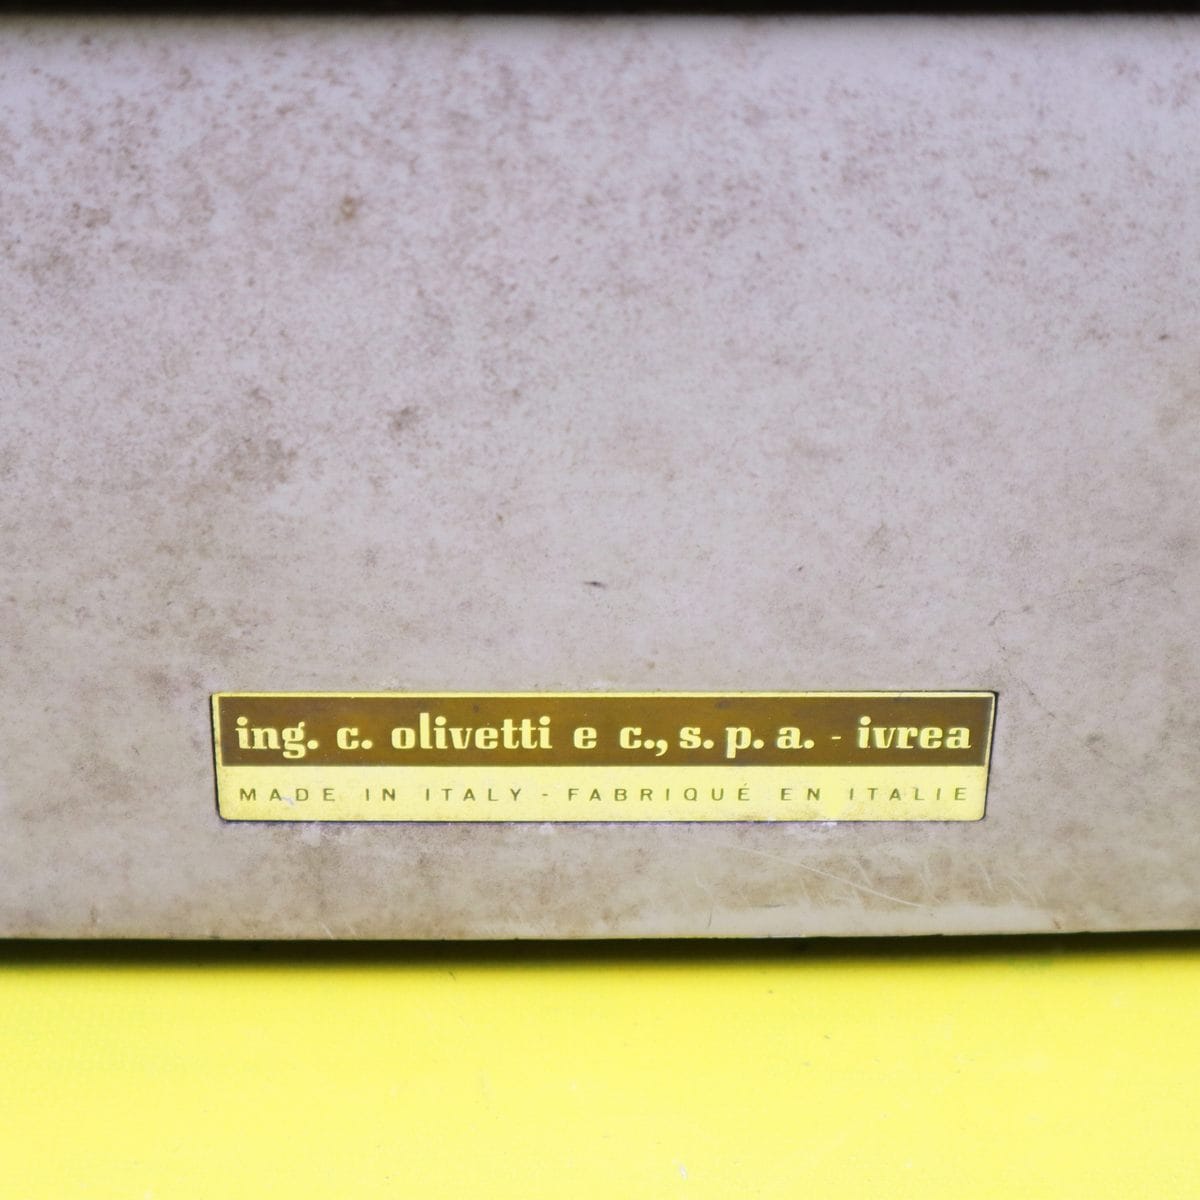 ing. c. olivetti e c., s. p. a. - ivrea
MADE IN ITALY - FABRIQUÉ EN ITALIE